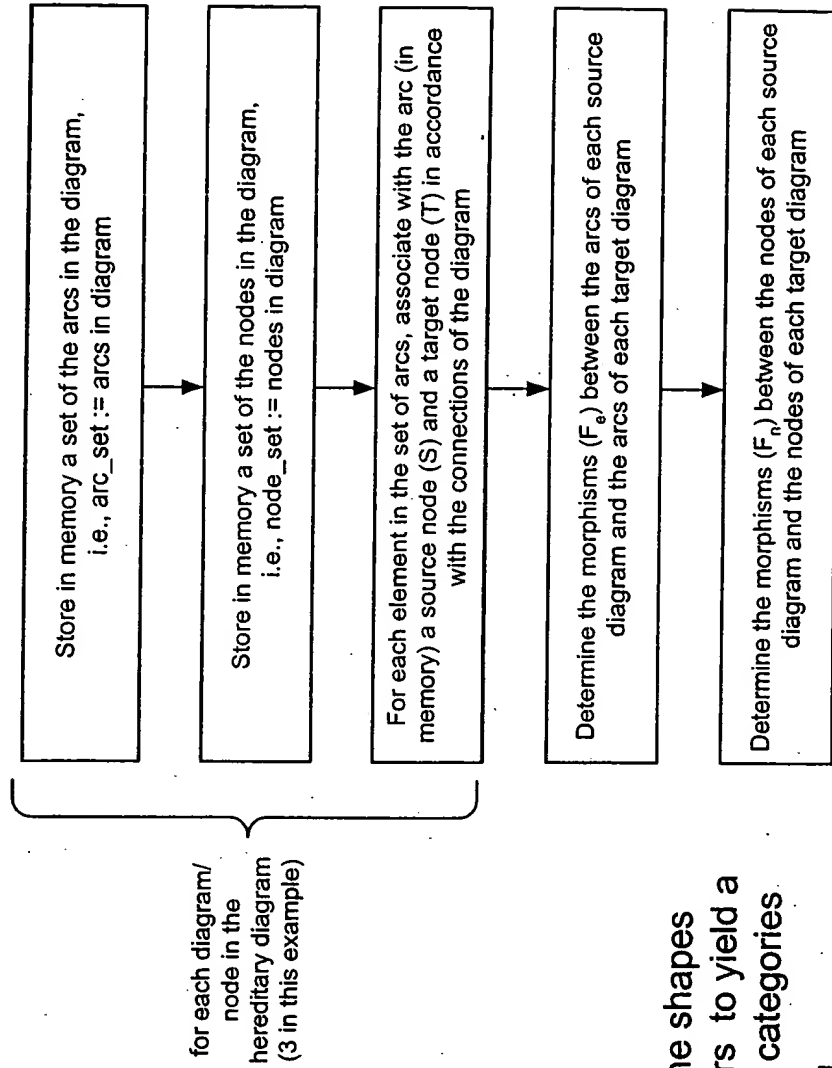 for each diagram/
node in the
hereditary diagram
(3 in this example)
Store in memory a set of the arcs in the diagram,
i.e., arc_set := arcs in diagram
Store in memory a set of the nodes in the diagram,
i.e., node_set := nodes in diagram
For each element in the set of arcs, associate with the arc (in
memory) a source node (S) and a target node (T) in accordance
with the connections of the diagram
Determine the morphisms (Fe) between the arcs of each source
diagram and the arcs of each target diagram
Determine the morphisms (Fn) between the nodes of each source
diagram and the nodes of each target diagram
shapes
to yield a
categories